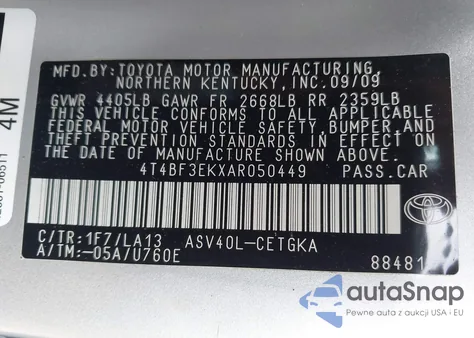 MFD.BY: TOYOTA MOTOR MANUFACTURING,
NORTHERN KENTUCKY, INC. 09/09
GVWR 4405LB GAWR FR 2668LB RR 2359LB
THIS VEHICLE CONFORMS TO ALL APPLICABLE
FEDERAL MOTOR VEHICLE SAFETY, BUMPER, AND
THEFT PREVENTION STANDARDS IN EFFECT ON
THE DATE OF MANUFACTURE SHOWN ABOVE.
4T4BF3EKXAR050449 PASS.CAR
C/TR: 1F7/LA13 ASV40L-CETGKA
A/TM: -05A/U760E
88481
TOYOTA
4M
autoSnap
Pewne auta z aukcji USA i EU